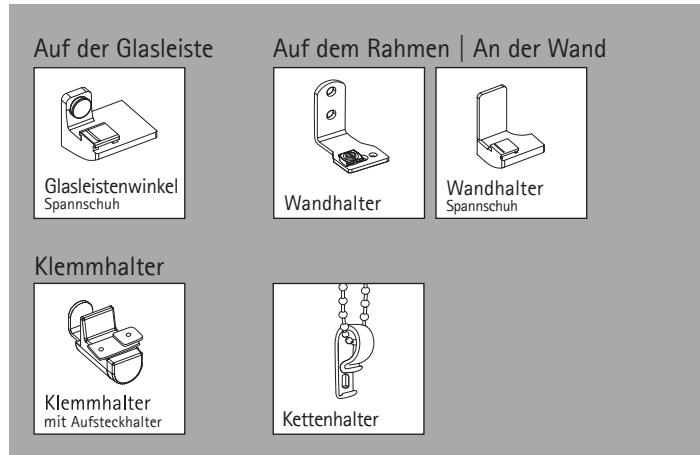 Auf der Glasleiste
Auf dem Rahmen | An der Wand
Glasleistenwinkel
Spannschuh
Wandhalter
Wandhalter
Spannschuh
Klemmhalter
Klemmhalter
mit Aufsteckhalter
Kettenhalter